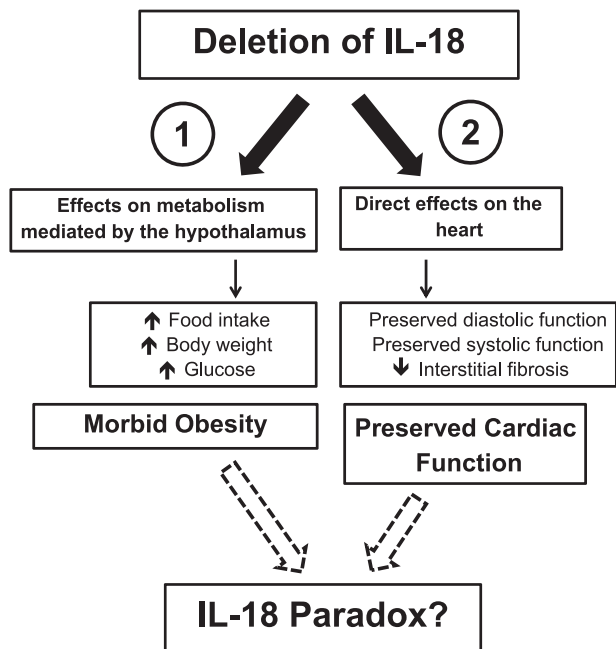 Deletion of IL-18
1
2
Effects on metabolism
mediated by the hypothalamus
Direct effects on the
heart
↑ Food intake
↑ Body weight
↑ Glucose
Preserved diastolic function
Preserved systolic function
↓ Interstitial fibrosis
Morbid Obesity
Preserved Cardiac
Function
IL-18 Paradox?